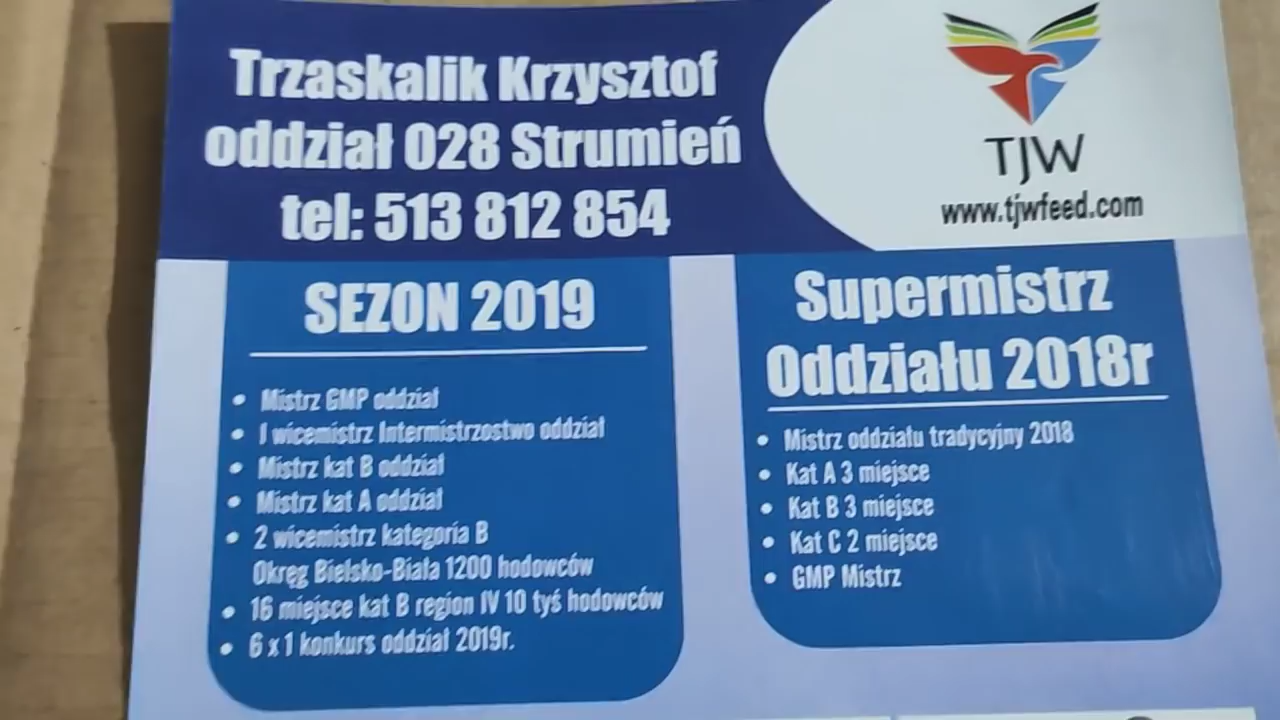 Trzaskalik Krzysztof
oddział 028 Strumień
tel: 513 812 854
TJW
www.tjwfeed.com
SEZON 2019
• Mistrz GMP oddział
• I wicemistrz Intermistrzostwo oddział
• Mistrz kat B oddział
• Mistrz kat A oddział
• 2 wicemistrz kategoria B
Okręg Bielsko-Biała 1200 hodowców
• 16 miejsce kat B region IV 10 tyś hodowców
• 6 x 1 konkurs oddział 2019r.
Supermistrz
Oddziału 2018r
• Mistrz oddziału tradycyjny 2018
• Kat A 3 miejsce
• Kat B 3 miejsce
• Kat C 2 miejsce
• GMP Mistrz